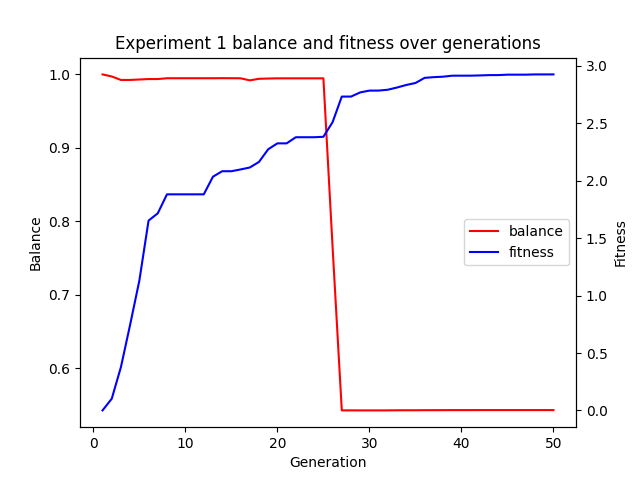 Experiment 1 balance and fitness over generations
1.0
0.9
0.8
0.7
0.6
Balance
3.0
2.5
2.0
1.5
1.0
0.5
0.0
Fitness
balance
fitness
0 10 20 30 40 50
Generation